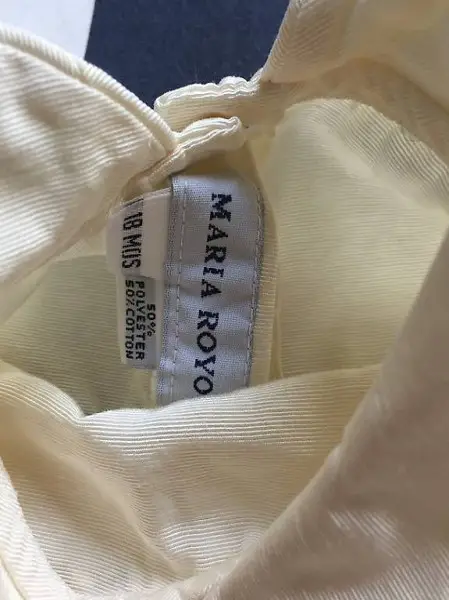 MARIA ROYO
18 MOS
50%
POLYESTER
50% COTTON